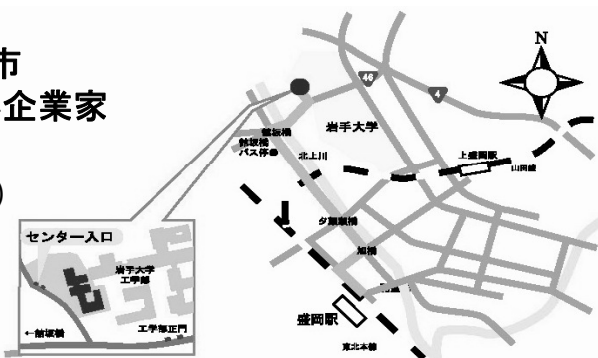 市
企業家
)
N
46
4
岩手大学
館坂橋
館坂橋
バス停
北上川
上盛岡駅
山田線
夕顔瀬橋
旭橋
盛岡駅
東北本線
センター入口
岩手大学
工学部
←館坂橋
工学部正門